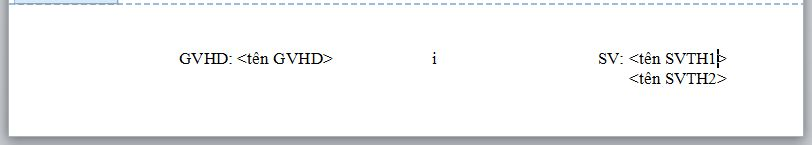 GVHD: <tên GVHD> i SV: <tên SVTH1>
<tên SVTH2>